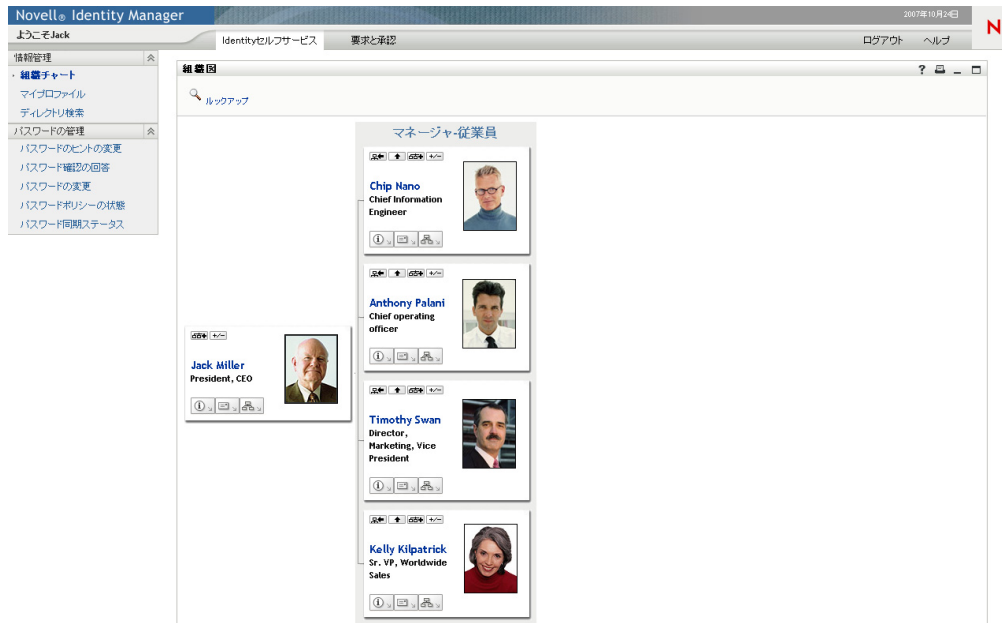 Novell® Identity Manager
2007年10月24日
ようこそJack
Identityセルフサービス
要求と承認
ログアウト
ヘルプ
N
情報管理
組織チャート
マイプロファイル
ディレクトリ検索
パスワードの管理
パスワードのヒントの変更
パスワード確認の回答
パスワードの変更
パスワードポリシーの状態
パスワード同期ステータス
組織図
?
ルックアップ
Jack Miller
President, CEO
マネージャ-従業員
Chip Nano
Chief Information
Engineer
Anthony Palani
Chief operating
officer
Timothy Swan
Director,
Marketing, Vice
President
Kelly Kilpatrick
Sr. VP, Worldwide
Sales